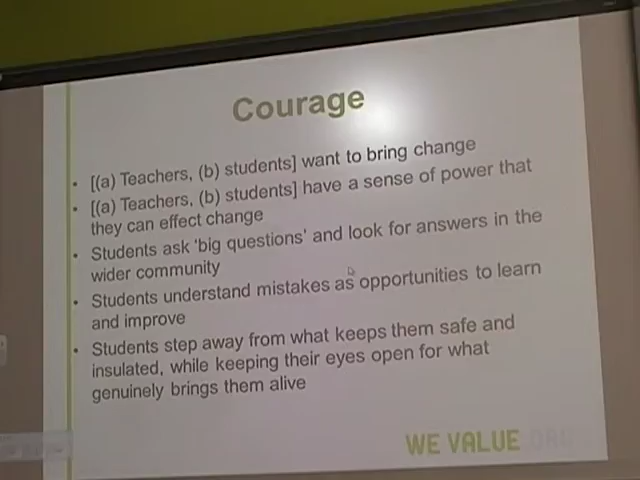 Courage
• [(a) Teachers, (b) students] want to bring change
• [(a) Teachers, (b) students] have a sense of power that
they can effect change
• Students ask 'big questions' and look for answers in the
wider community
• Students understand mistakes as opportunities to learn
and improve
• Students step away from what keeps them safe and
insulated, while keeping their eyes open for what
genuinely brings them alive
WE VALUE